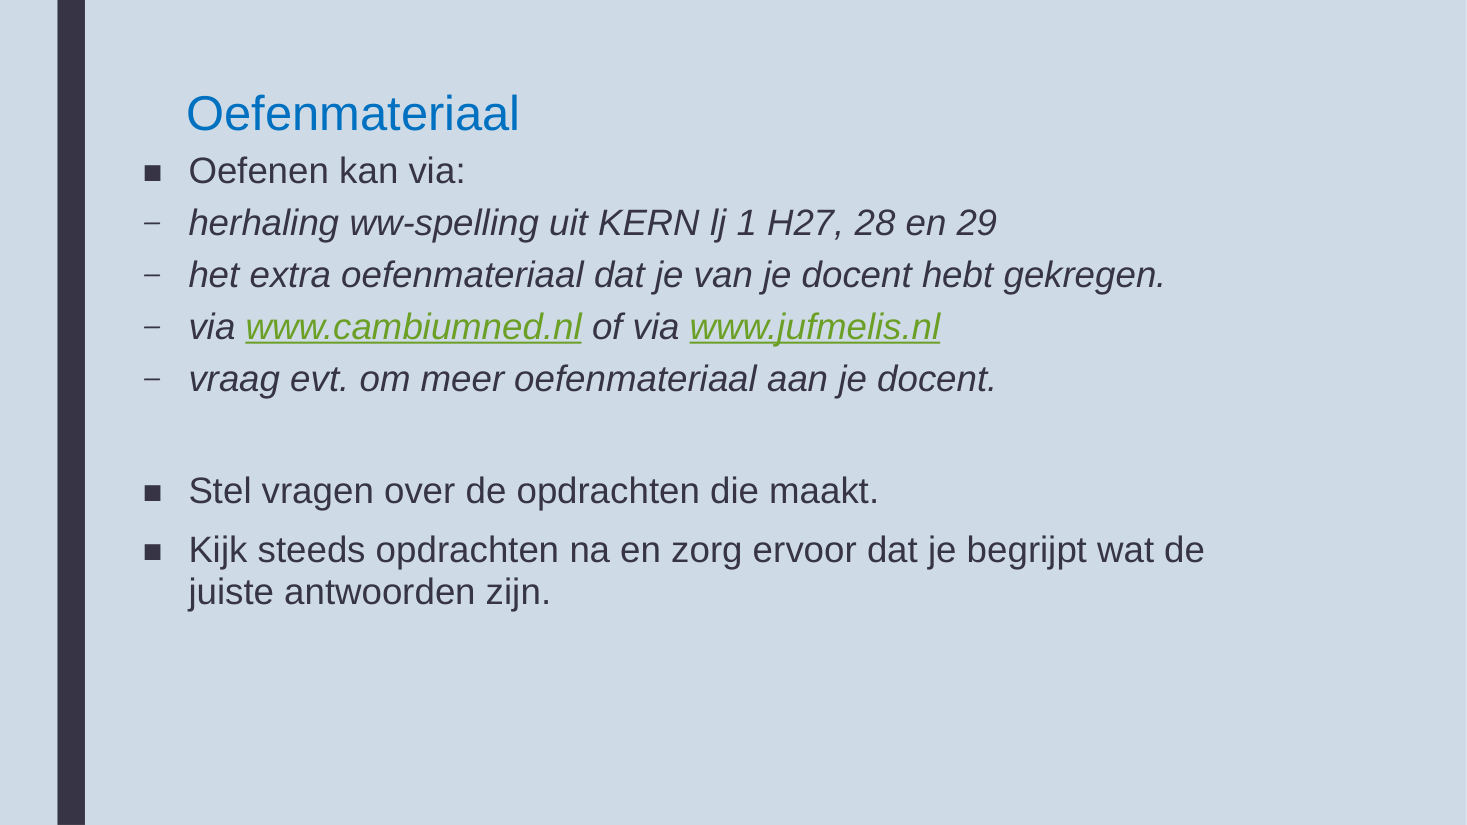 Oefenmateriaal
▪ Oefenen kan via:
– herhaling ww-spelling uit KERN lj 1 H27, 28 en 29
– het extra oefenmateriaal dat je van je docent hebt gekregen.
– via www.cambiumned.nl of via www.jufmelis.nl
– vraag evt. om meer oefenmateriaal aan je docent.
▪ Stel vragen over de opdrachten die maakt.
▪ Kijk steeds opdrachten na en zorg ervoor dat je begrijpt wat de
juiste antwoorden zijn.